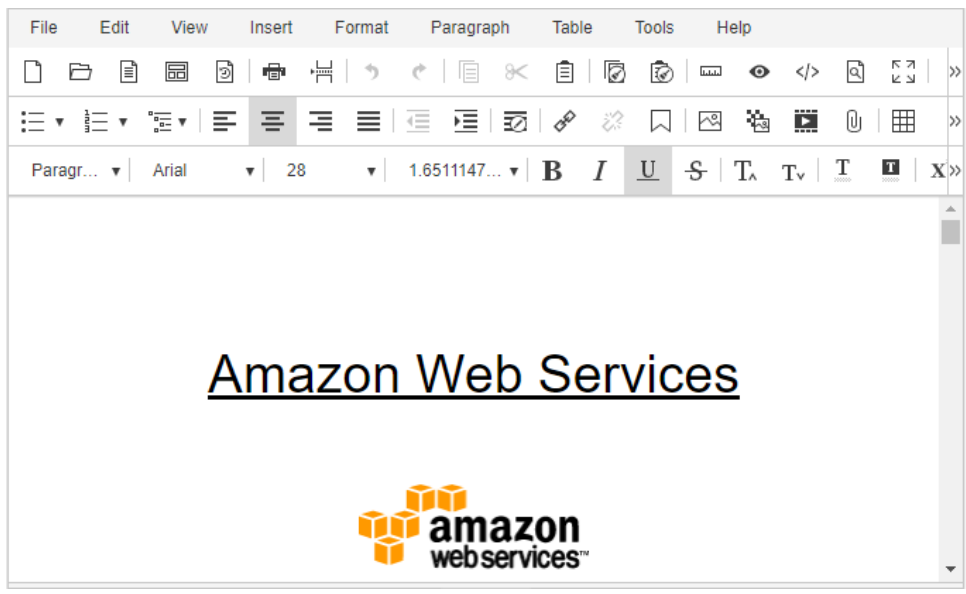 File Edit View Insert Format Paragraph Table Tools Help
Paragr... Arial 28 1.6511147... B I U S T T T T X
Amazon Web Services
amazon
webservices™